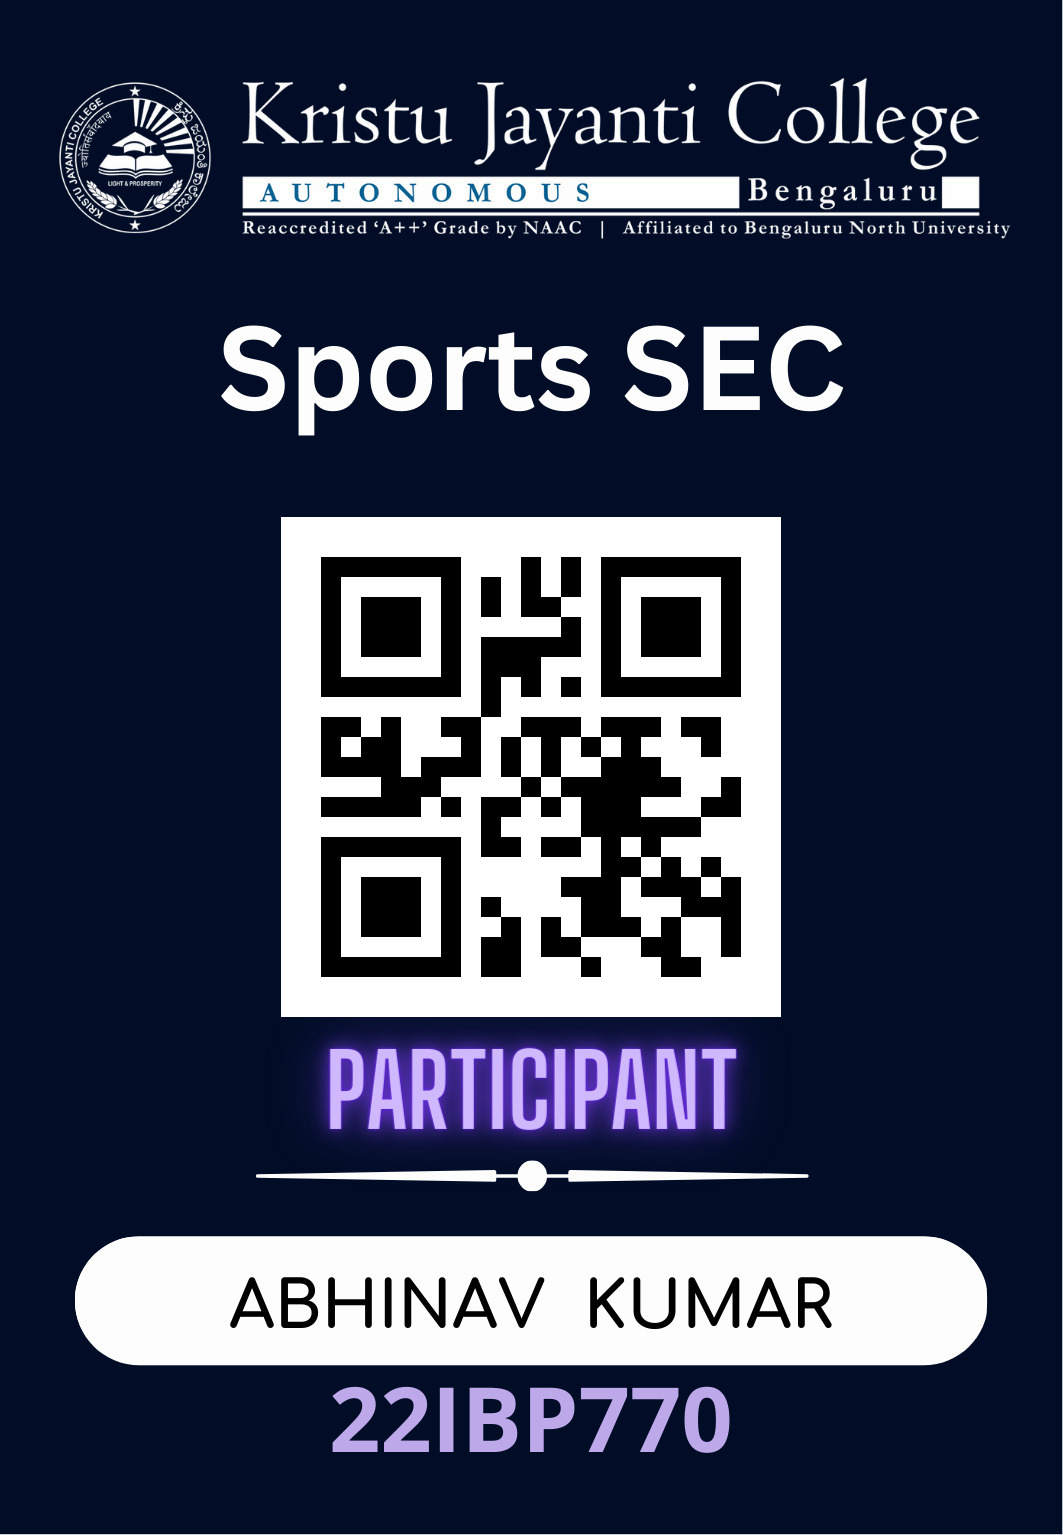 KRISTU JAYANTI COLLEGE
LIGHT & PROSPERITY
Kristu Jayanti College
AUTONOMOUS Bengaluru
Reaccredited ‘A++’ Grade by NAAC | Affiliated to Bengaluru North University
Sports SEC
PARTICIPANT
ABHINAV KUMAR
22IBP770